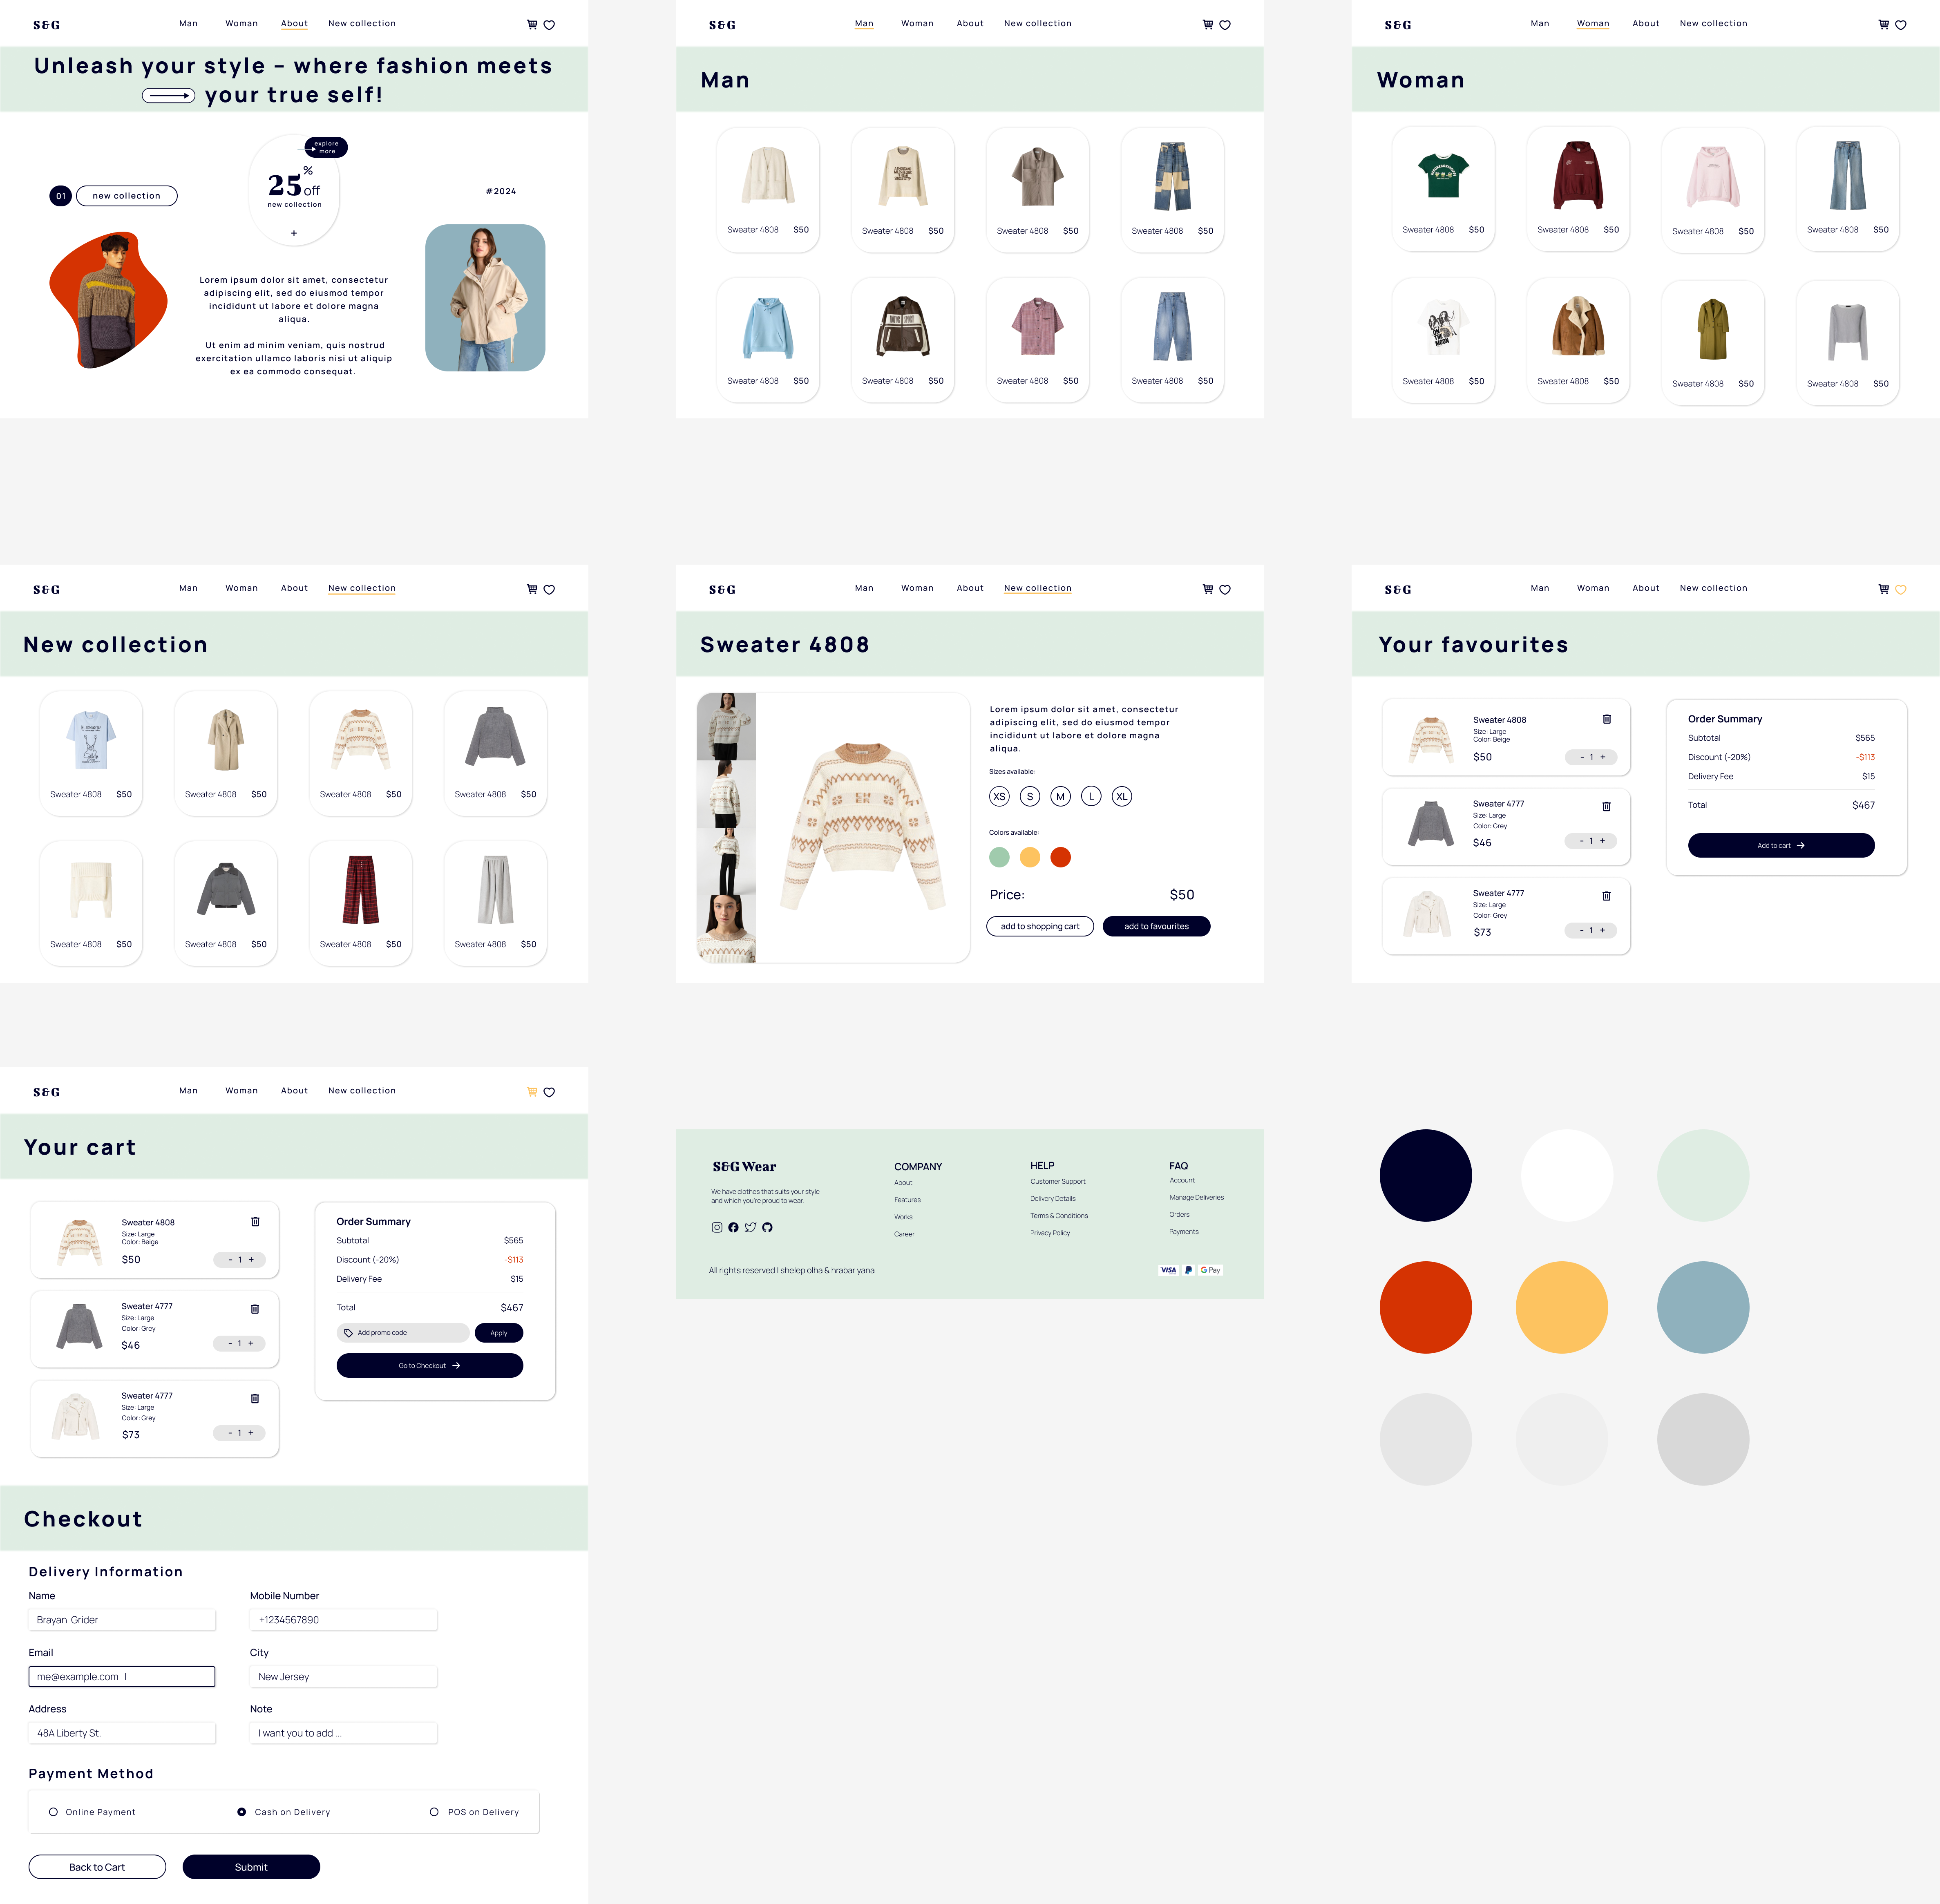 S&G
Man Woman About New collection
Unleash your style – where fashion meets
your true self!
explore
more
25 % off
new collection
+
01 new collection
#2024
Lorem ipsum dolor sit amet, consectetur
adipiscing elit, sed do eiusmod tempor
incididunt ut labore et dolore magna
aliqua.
Ut enim ad minim veniam, quis nostrud
exercitation ullamco laboris nisi ut aliquip
ex ea commodo consequat.
S&G
Man Woman About New collection
Man
Sweater 4808 $50
Sweater 4808 $50
Sweater 4808 $50
Sweater 4808 $50
Sweater 4808 $50
Sweater 4808 $50
Sweater 4808 $50
Sweater 4808 $50
S&G
Man Woman About New collection
Woman
Sweater 4808 $50
Sweater 4808 $50
Sweater 4808 $50
Sweater 4808 $50
ON
THE
MOON
Sweater 4808 $50
Sweater 4808 $50
Sweater 4808 $50
Sweater 4808 $50
S&G
Man Woman About New collection
New collection
Sweater 4808 $50
Sweater 4808 $50
Sweater 4808 $50
Sweater 4808 $50
Sweater 4808 $50
Sweater 4808 $50
Sweater 4808 $50
Sweater 4808 $50
S&G
Man Woman About New collection
Sweater 4808
Lorem ipsum dolor sit amet, consectetur
adipiscing elit, sed do eiusmod tempor
incididunt ut labore et dolore magna
aliqua.
Sizes available:
XS S M L XL
Colors available:
Price: $50
add to shopping cart add to favourites
S&G
Man Woman About New collection
Your favourites
Sweater 4808
Size: Large
Color: Beige
$50 - 1 +
Sweater 4777
Size: Large
Color: Grey
$46 - 1 +
Sweater 4777
Size: Large
Color: Grey
$73 - 1 +
Order Summary
Subtotal $565
Discount (-20%) -$113
Delivery Fee $15
Total $467
Add to cart
S&G
Man Woman About New collection
Your cart
Sweater 4808
Size: Large
Color: Beige
$50 - 1 +
Sweater 4777
Size: Large
Color: Grey
$46 - 1 +
Sweater 4777
Size: Large
Color: Grey
$73 - 1 +
Order Summary
Subtotal $565
Discount (-20%) -$113
Delivery Fee $15
Total $467
Add promo code Apply
Go to Checkout
Checkout
Delivery Information
Name Mobile Number
Brayan Grider +1234567890
Email City
me@example.com | New Jersey
Address Note
48A Liberty St. I want you to add ...
Payment Method
Online Payment Cash on Delivery POS on Delivery
Back to Cart Submit
S&G Wear
We have clothes that suits your style
and which you're proud to wear.
COMPANY
About
Features
Works
Career
HELP
Customer Support
Delivery Details
Terms & Conditions
Privacy Policy
FAQ
Account
Manage Deliveries
Orders
Payments
All rights reserved | shelep olha & hrabar yana
VISA G Pay